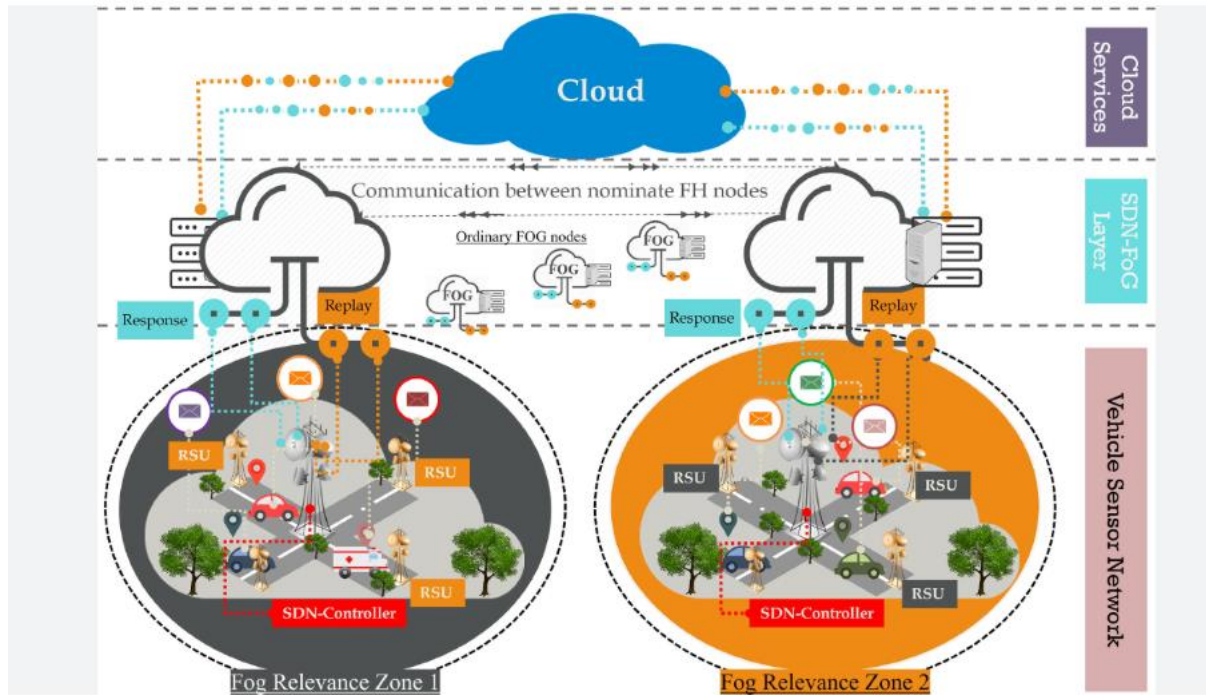 Cloud
Cloud
Services
Communication between nominate FH nodes
Ordinary FOG nodes
FOG
FOG
FOG
SDN-FoG
Layer
Response
Replay
Response
Replay
RSU
RSU
RSU
RSU
RSU
RSU
SDN-Controller
SDN-Controller
Vehicle Sensor Network
Fog Relevance Zone 1
Fog Relevance Zone 2